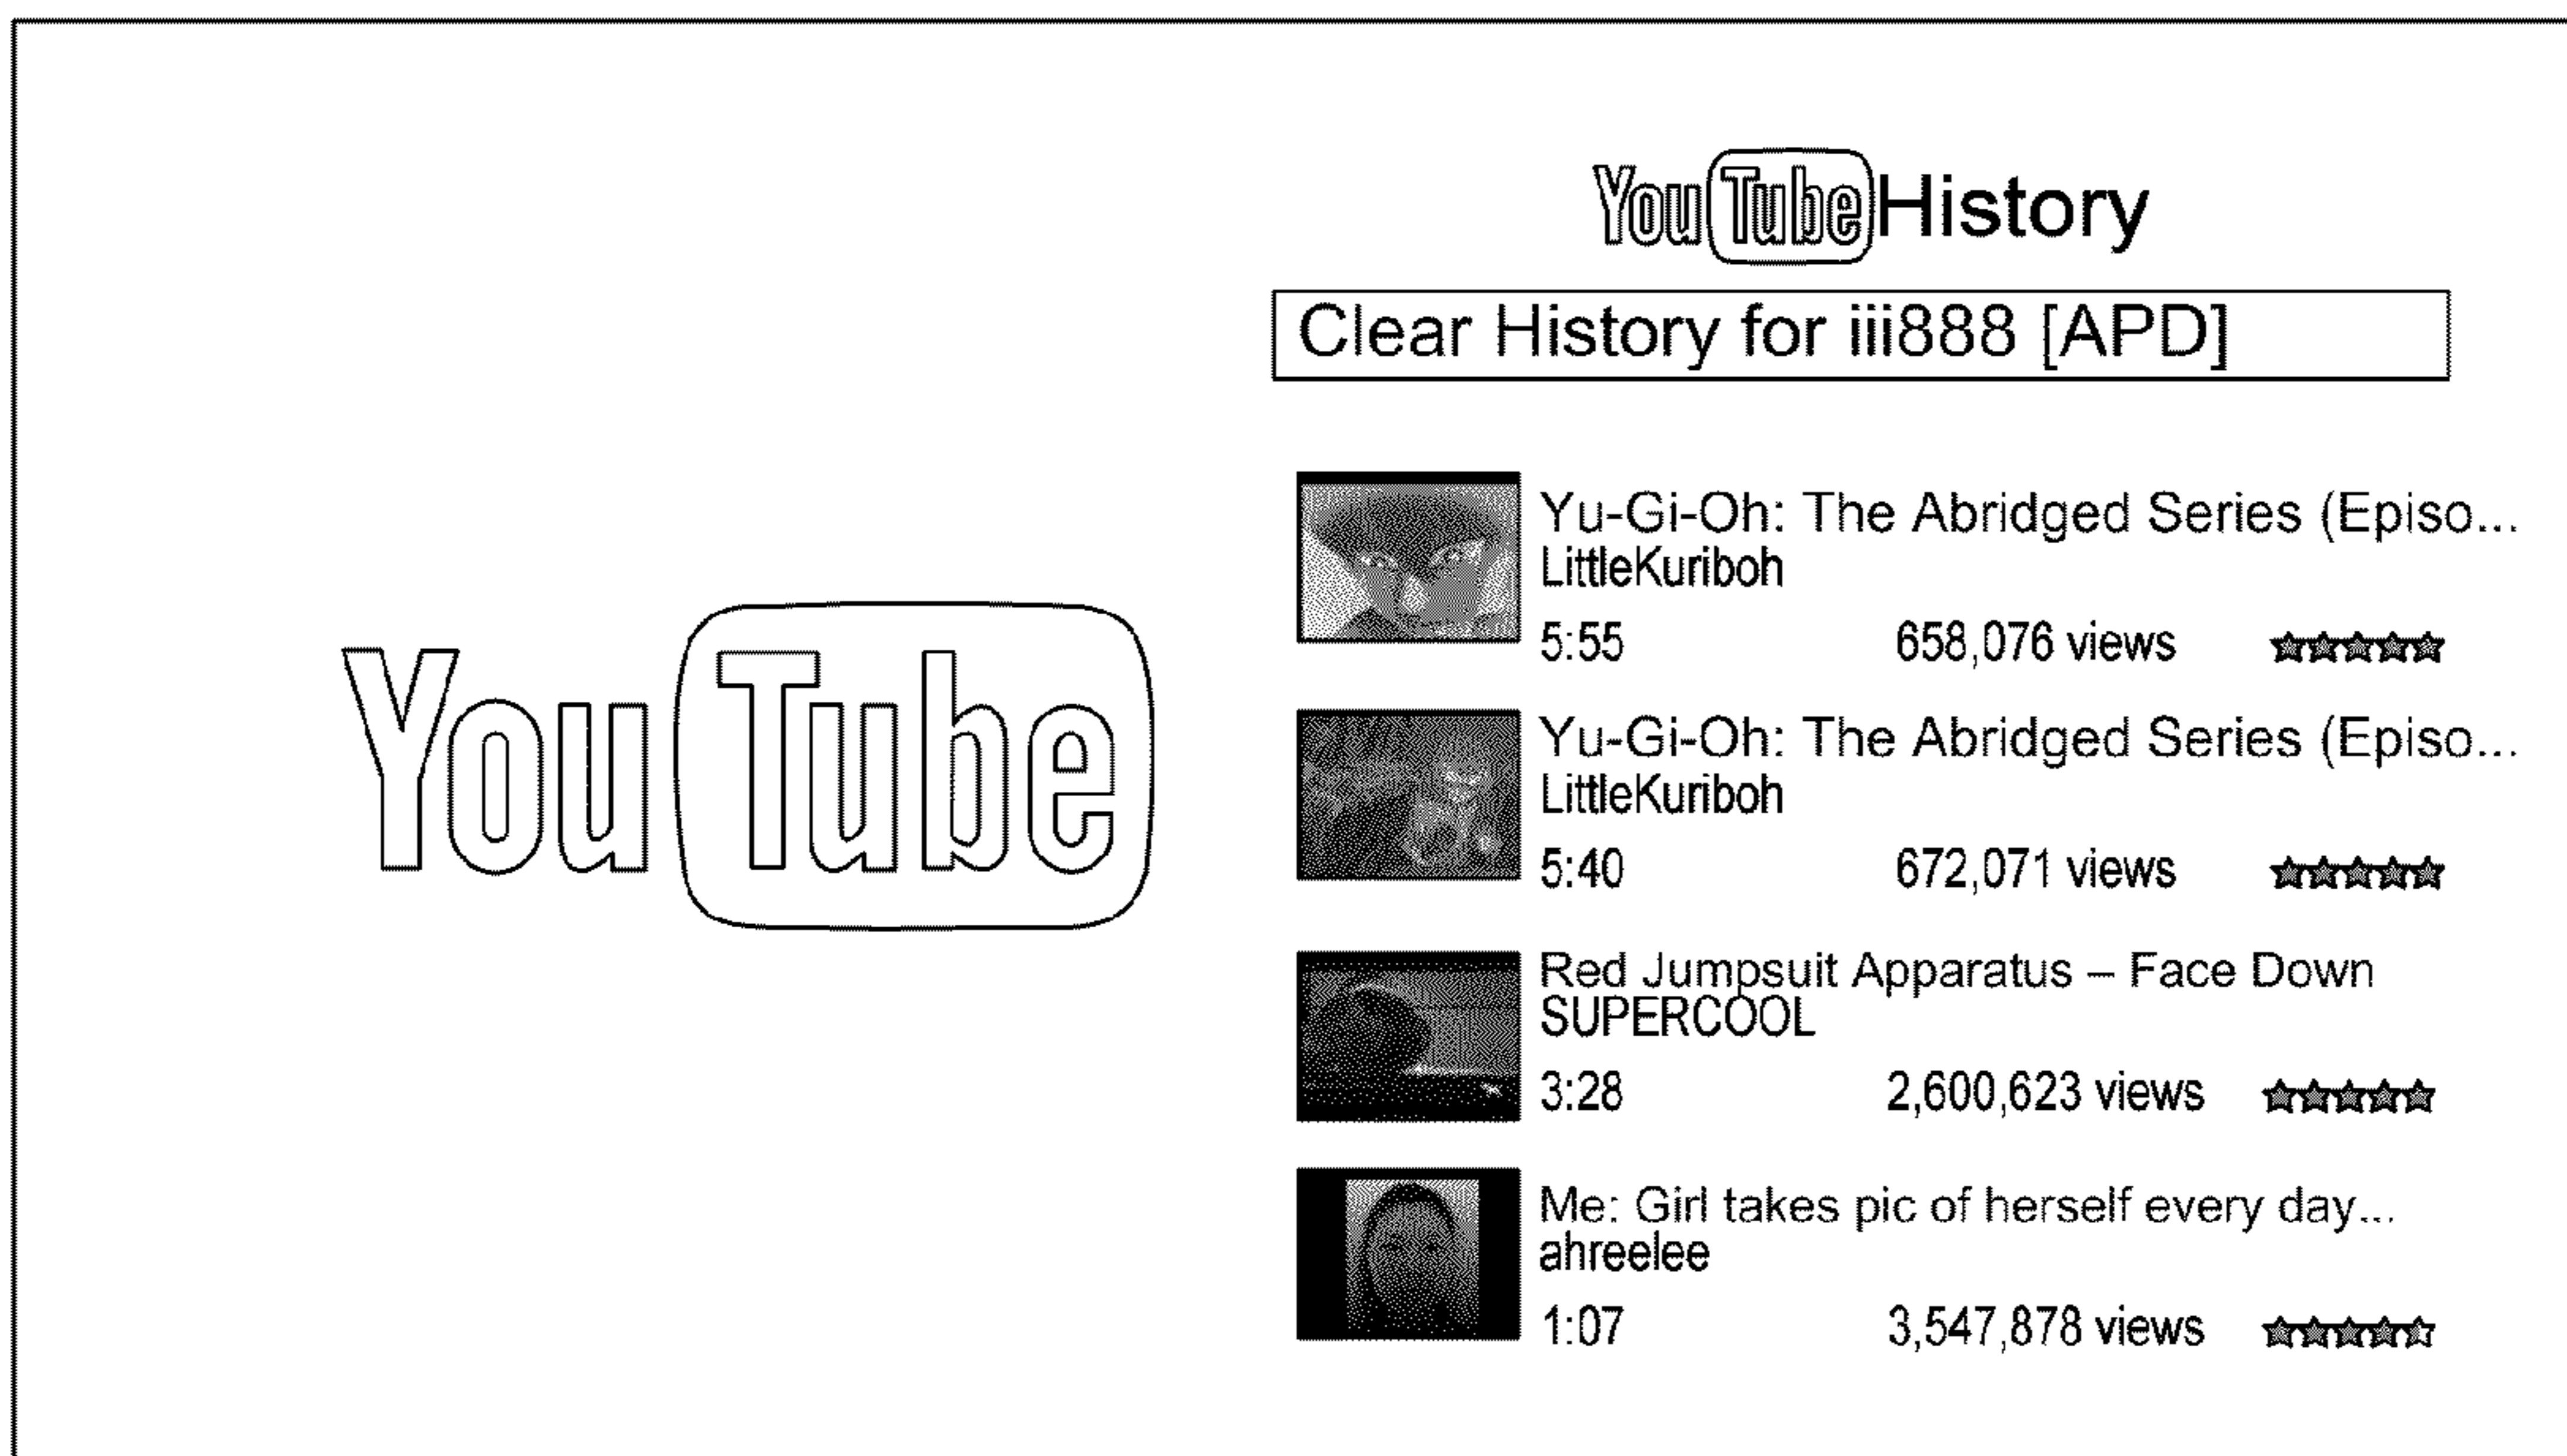 YouTube History
Clear History for iii888 [APD]
YouTube
Yu-Gi-Oh: The Abridged Series (Episo...
LittleKuriboh
5:55 658,076 views
Yu-Gi-Oh: The Abridged Series (Episo...
LittleKuriboh
5:40 672,071 views
Red Jumpsuit Apparatus – Face Down
SUPERCOOL
3:28 2,600,623 views
Me: Girl takes pic of herself every day...
ahreelee
1:07 3,547,878 views